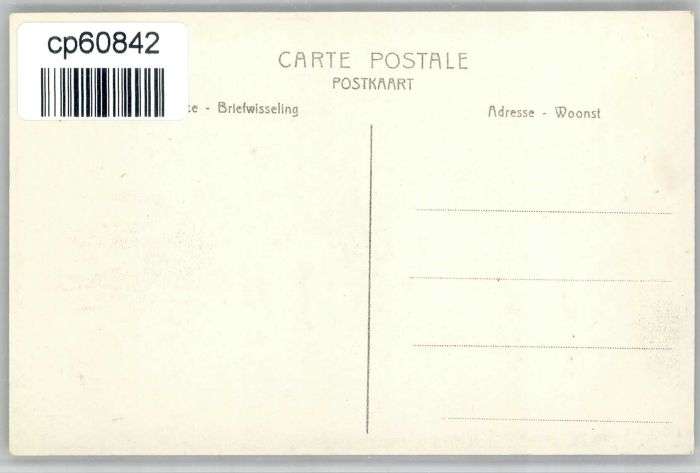 cp60842
CARTE POSTALE
POSTKAART
ce - Briefwisseling
Adresse - Woonst